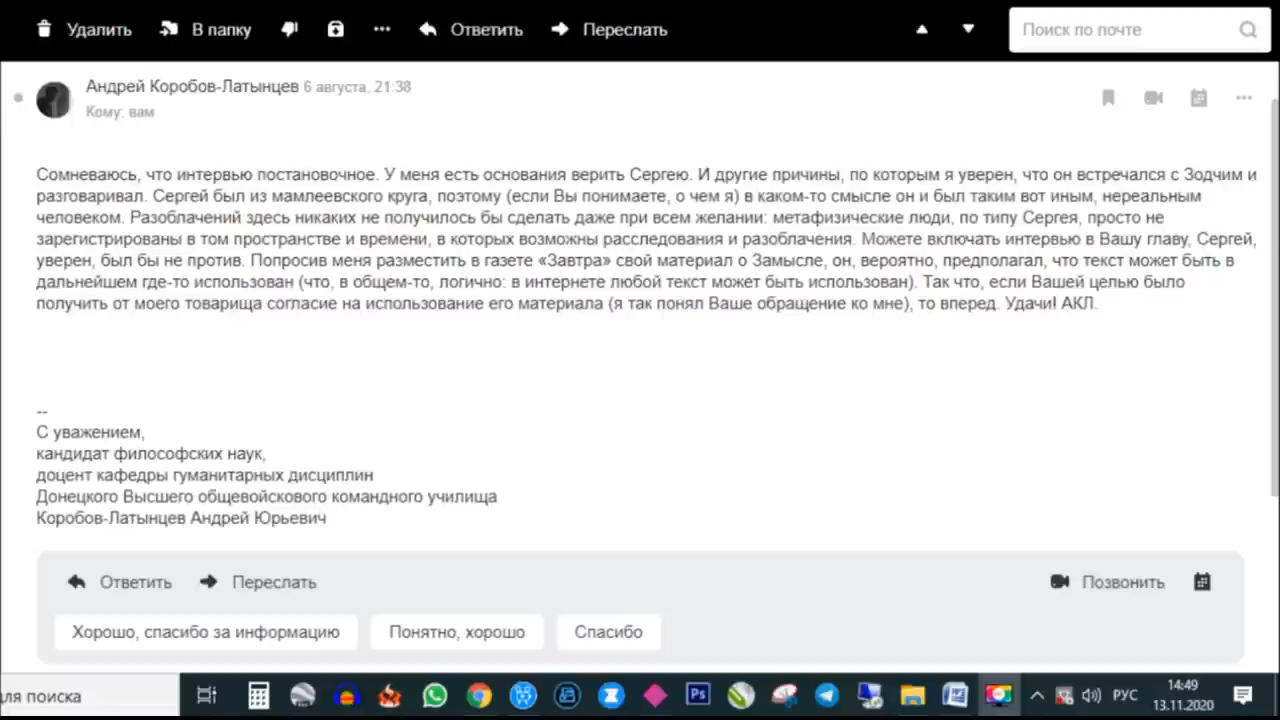 Удалить В папку Ответить Переслать Поиск по почте
Андрей Коробов-Латынцев 6 августа, 21:38
Кому: вам
Сомневаюсь, что интервью постановочное. У меня есть основания верить Сергею. И другие причины, по которым я уверен, что он встречался с Зодчим и
разговаривал. Сергей был из мамлеевского круга, поэтому (если Вы понимаете, о чем я) в каком-то смысле он и был таким вот иным, нереальным
человеком. Разоблачений здесь никаких не получилось бы сделать даже при всем желании: метафизические люди, по типу Сергея, просто не
зарегистрированы в том пространстве и времени, в которых возможны расследования и разоблачения. Можете включать интервью в Вашу главу, Сергей,
уверен, был бы не против. Попросив меня разместить в газете «Завтра» свой материал о Замысле, он, вероятно, предполагал, что текст может быть в
дальнейшем где-то использован (что, в общем-то, логично: в интернете любой текст может быть использован). Так что, если Вашей целью было
получить от моего товарища согласие на использование его материала (я так понял Ваше обращение ко мне), то вперед. Удачи! АКЛ.
--
С уважением,
кандидат философских наук,
доцент кафедры гуманитарных дисциплин
Донецкого Высшего общевойскового командного училища
Коробов-Латынцев Андрей Юрьевич
Ответить Переслать Позвонить
Хорошо, спасибо за информацию Понятно, хорошо Спасибо
для поиска Ps РУС 14:49
13.11.2020